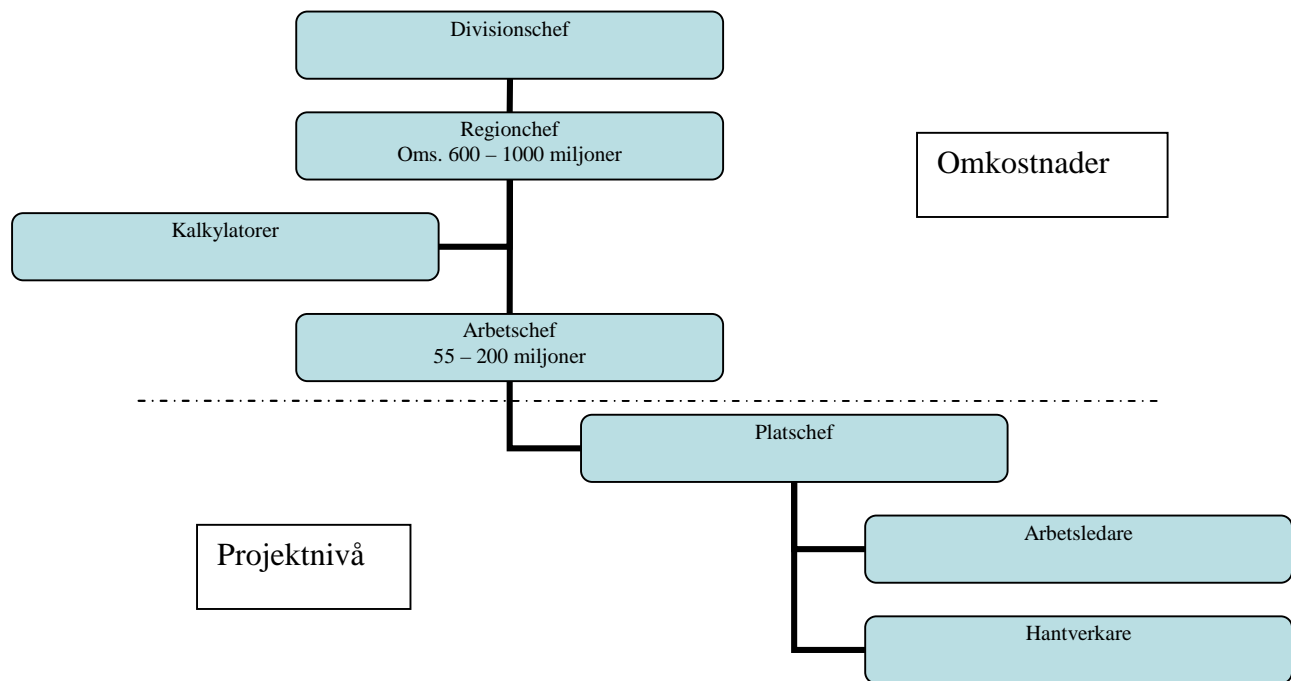 Divisionschef
Regionchef
Oms. 600 – 1000 miljoner
Omkostnader
Kalkylatorer
Arbetschef
55 – 200 miljoner
Platschef
Projektnivå
Arbetsledare
Hantverkare